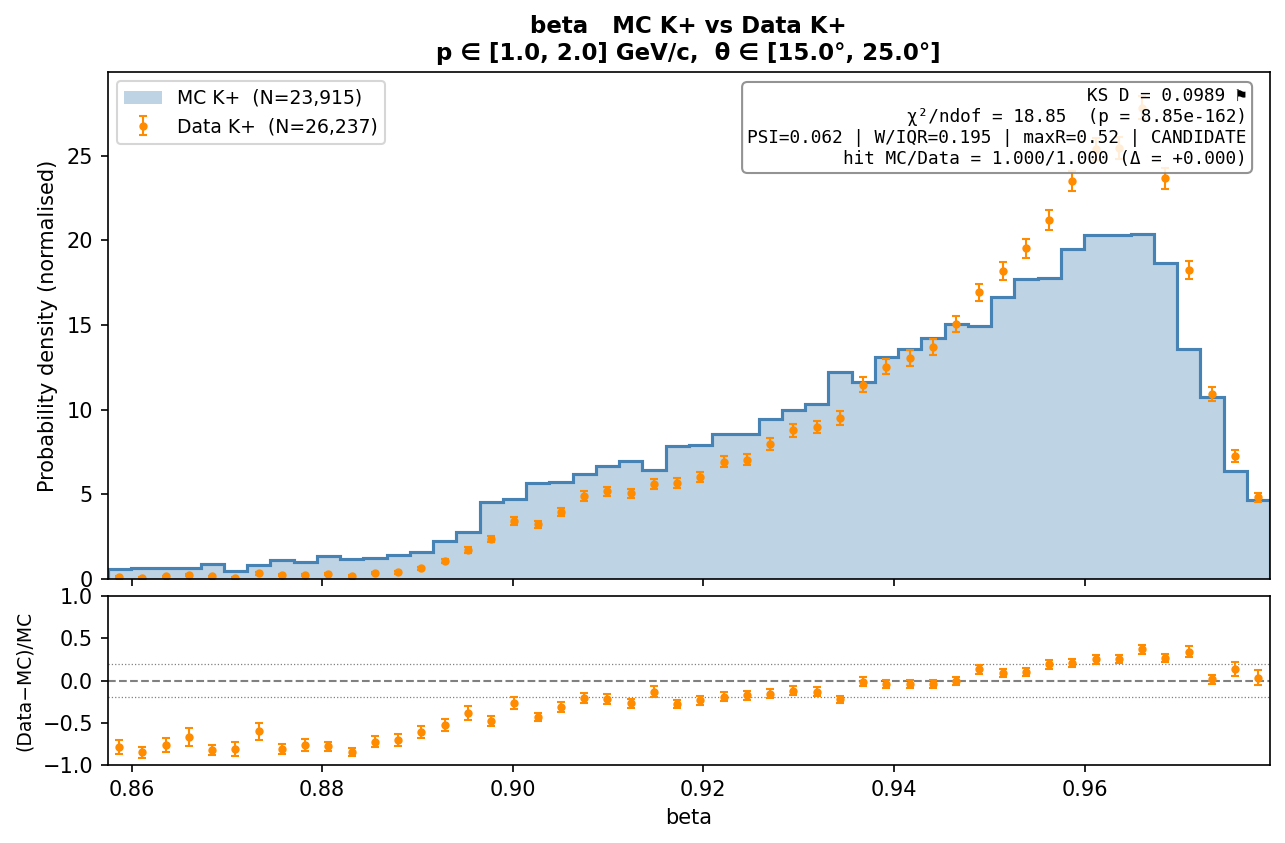 beta   MC K+ vs Data K+
p ∈ [1.0, 2.0] GeV/c,  θ ∈ [15.0°, 25.0°]
MC K+  (N=23,915)
Data K+  (N=26,237)
KS D = 0.0989 ⚑
χ²/ndof = 18.85  (p = 8.85e-162)
PSI=0.062 | W/IQR=0.195 | maxR=0.52 | CANDIDATE
hit MC/Data = 1.000/1.000 (Δ = +0.000)
Probability density (normalised)
25
20
15
10
5
0
(Data−MC)/MC
1.0
0.5
0.0
−0.5
−1.0
0.86 0.88 0.90 0.92 0.94 0.96
beta